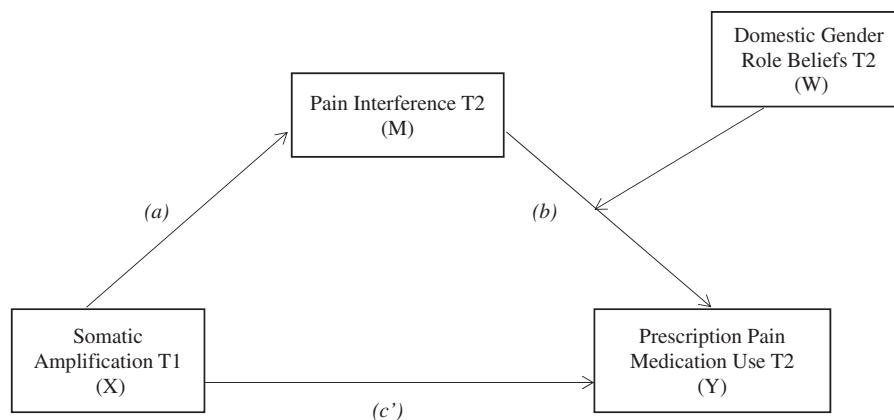 Domestic Gender
Role Beliefs T2
(W)
Pain Interference T2
(M)
(a)
(b)
Somatic
Amplification T1
(X)
Prescription Pain
Medication Use T2
(Y)
(c’)